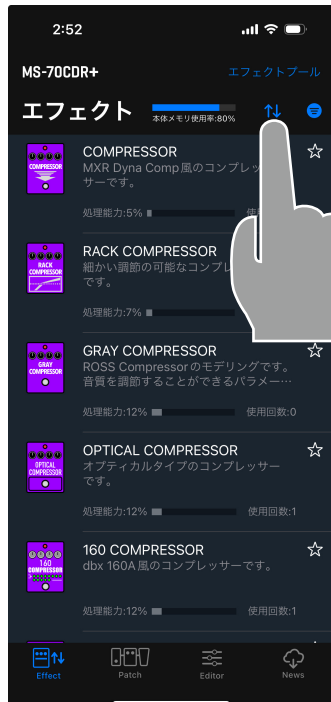 2:52
MS-70CDR+
エフェクトプール
エフェクト
本体メモリ使用率:80%
COMPRESSOR
COMPRESSOR
MXR Dyna Comp風のコンプレッ
サーです。
処理能力:5%
RACK
COMPRESSOR
RACK COMPRESSOR
細かい調節の可能なコンプレ
です。
処理能力:7%
GRAY
COMPRESSOR
GRAY COMPRESSOR
ROSS Compressorのモデリングです。
音質を調節することができるパラメー…
処理能力:12%
使用回数:0
OPTICAL
COMPRESSOR
OPTICAL COMPRESSOR
オプティカルタイプのコンプレッサー
です。
処理能力:12%
使用回数:1
160
COMPRESSOR
160 COMPRESSOR
dbx 160A風のコンプレッサーです。
処理能力:12%
使用回数:1
Effect
Patch
Editor
News